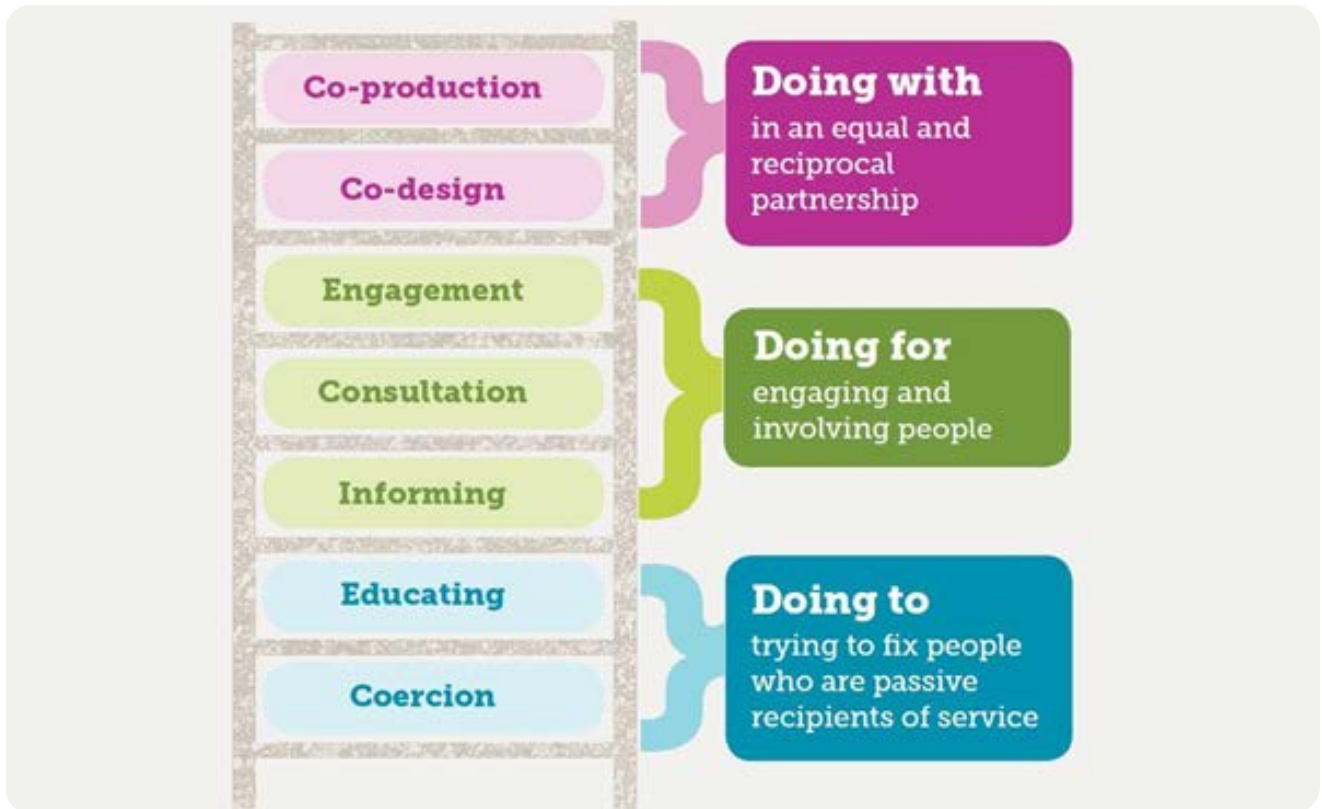 Co-production
Co-design
Doing with
in an equal and
reciprocal
partnership
Engagement
Consultation
Informing
Doing for
engaging and
involving people
Educating
Coercion
Doing to
trying to fix people
who are passive
recipients of service